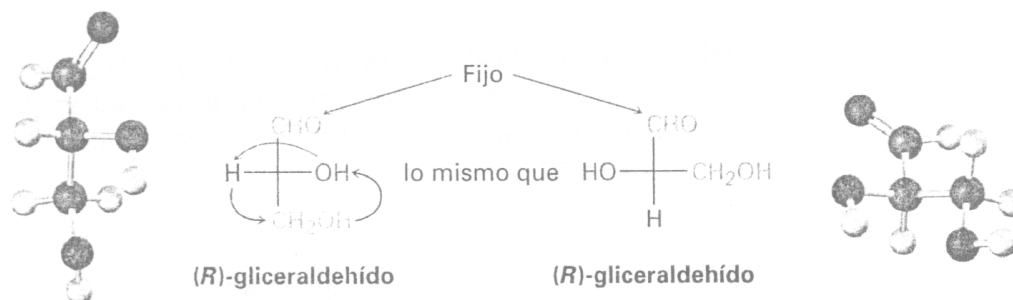 Fijo
CHO
CHO
H
OH
lo mismo que
HO
CH₂OH
CH₂OH
H
(R)-gliceraldehído
(R)-gliceraldehído